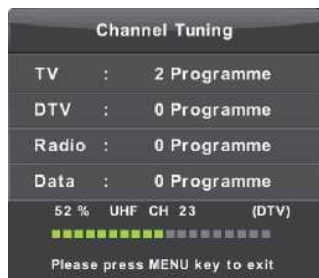 Channel Tuning
TV : 2 Programme
DTV : 0 Programme
Radio : 0 Programme
Data : 0 Programme
52 % UHF CH 23 (DTV)
Please press MENU key to exit